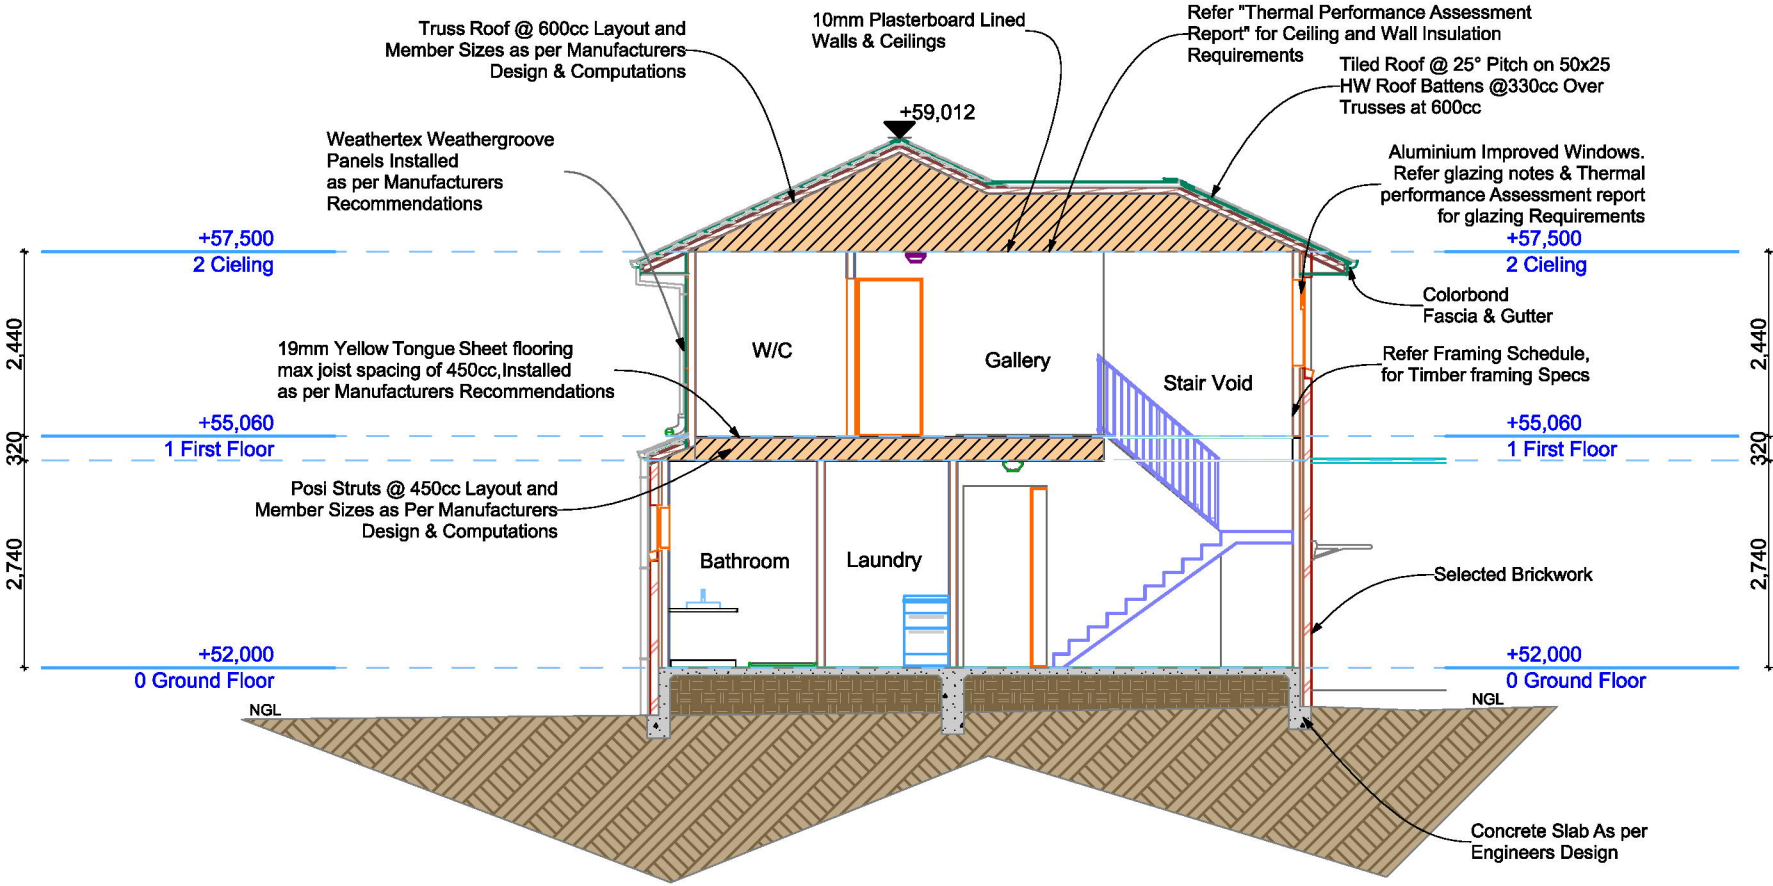 Truss Roof @ 600cc Layout and
Member Sizes as per Manufacturers
Design & Computations
10mm Plasterboard Lined
Walls & Ceilings
Refer "Thermal Performance Assessment
Report" for Ceiling and Wall Insulation
Requirements
Tiled Roof @ 25° Pitch on 50x25
HW Roof Battens @330cc Over
Trusses at 600cc
+59,012
Weathertex Weathergroove
Panels Installed
as per Manufacturers
Recommendations
Aluminium Improved Windows.
Refer glazing notes & Thermal
performance Assessment report
for glazing Requirements
+57,500
2 Cieling
+57,500
2 Cieling
Colorbond
Fascia & Gutter
2,440
19mm Yellow Tongue Sheet flooring
max joist spacing of 450cc,Installed
as per Manufacturers Recommendations
W/C
Gallery
Stair Void
Refer Framing Schedule,
for Timber framing Specs
2,440
+55,060
1 First Floor
+55,060
1 First Floor
320
320
Posi Struts @ 450cc Layout and
Member Sizes as Per Manufacturers
Design & Computations
2,740
Bathroom
Laundry
Selected Brickwork
2,740
+52,000
0 Ground Floor
+52,000
0 Ground Floor
NGL
NGL
Concrete Slab As per
Engineers Design